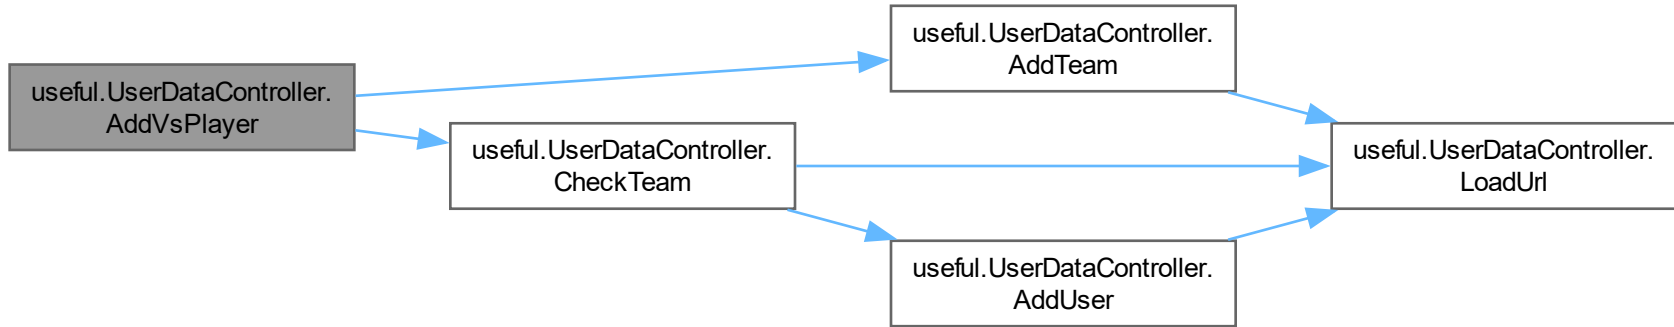 useful.UserDataController.
AddVsPlayer
useful.UserDataController.
AddTeam
useful.UserDataController.
CheckTeam
useful.UserDataController.
LoadUrl
useful.UserDataController.
AddUser